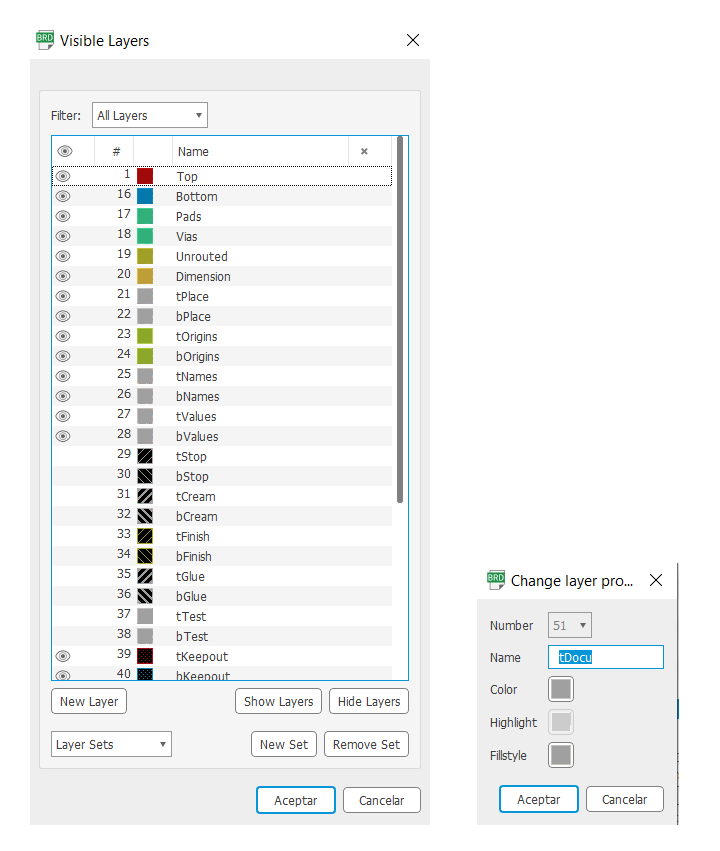 BRD Visible Layers
Filter: All Layers
# Name
1 Top
16 Bottom
17 Pads
18 Vias
19 Unrouted
20 Dimension
21 tPlace
22 bPlace
23 tOrigins
24 bOrigins
25 tNames
26 bNames
27 tValues
28 bValues
29 tStop
30 bStop
31 tCream
32 bCream
33 tFinish
34 bFinish
35 tGlue
36 bGlue
37 tTest
38 bTest
39 tKeepout
40 bKeepout
New Layer Show Layers Hide Layers
Layer Sets New Set Remove Set
Aceptar Cancelar
BRD Change layer pro...
Number 51
Name tDocu
Color
Highlight
Fillstyle
Aceptar Cancelar